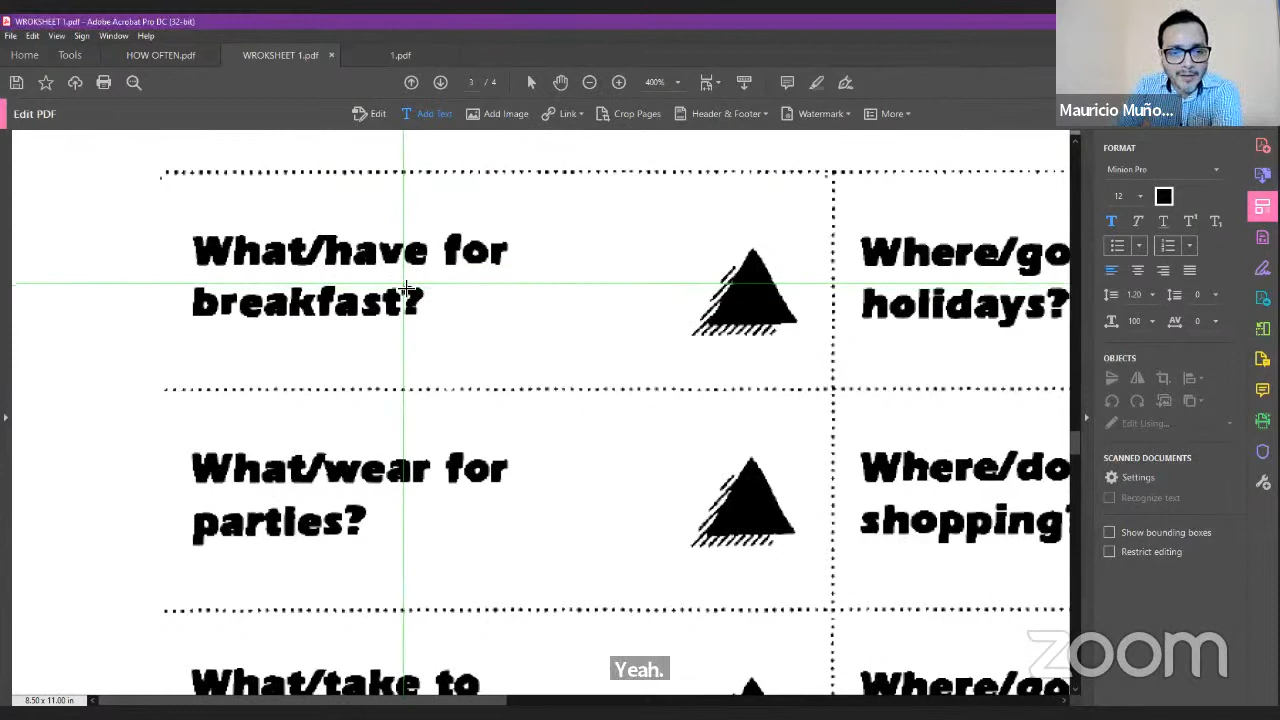 WROKSHEET 1.pdf - Adobe Acrobat Pro DC (32-bit)
File Edit View Sign Window Help
Home Tools HOW OFTEN.pdf WROKSHEET 1.pdf × 1.pdf
3 / 4 400%
Edit PDF Edit Add Text Add Image Link Crop Pages Header & Footer Watermark More
Mauricio Muño...
What/have for
breakfast?
Where/go
holidays?
What/wear for
parties?
Where/do
shopping?
What/take to
Where/go
Yeah.
zoom
8.50 x 11.00 in
FORMAT
Minion Pro
12
1.20 0
100 0
OBJECTS
Edit Using...
SCANNED DOCUMENTS
Settings
Recognize text
Show bounding boxes
Restrict editing